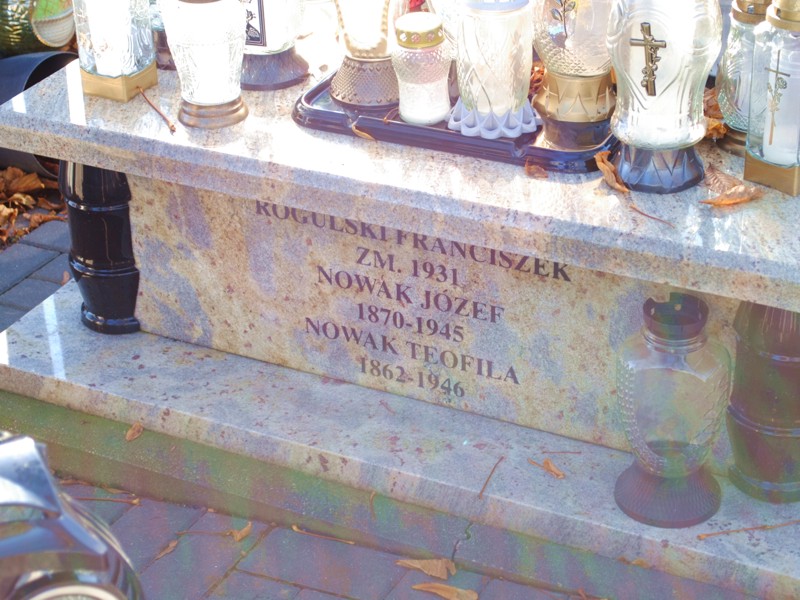 ROGULSKI FRANCISZEK
ZM. 1931
NOWAK JÓZEF
1870-1945
NOWAK TEOFILA
1862-1946